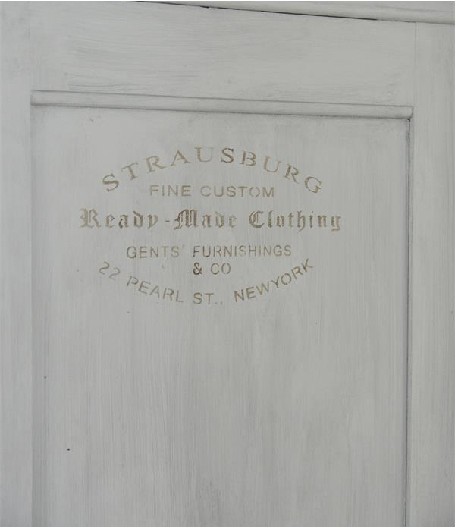 STRAUSBURG
FINE CUSTOM
Ready-Made Clothing
GENTS' FURNISHINGS
& CO
22 PEARL ST., NEWYORK